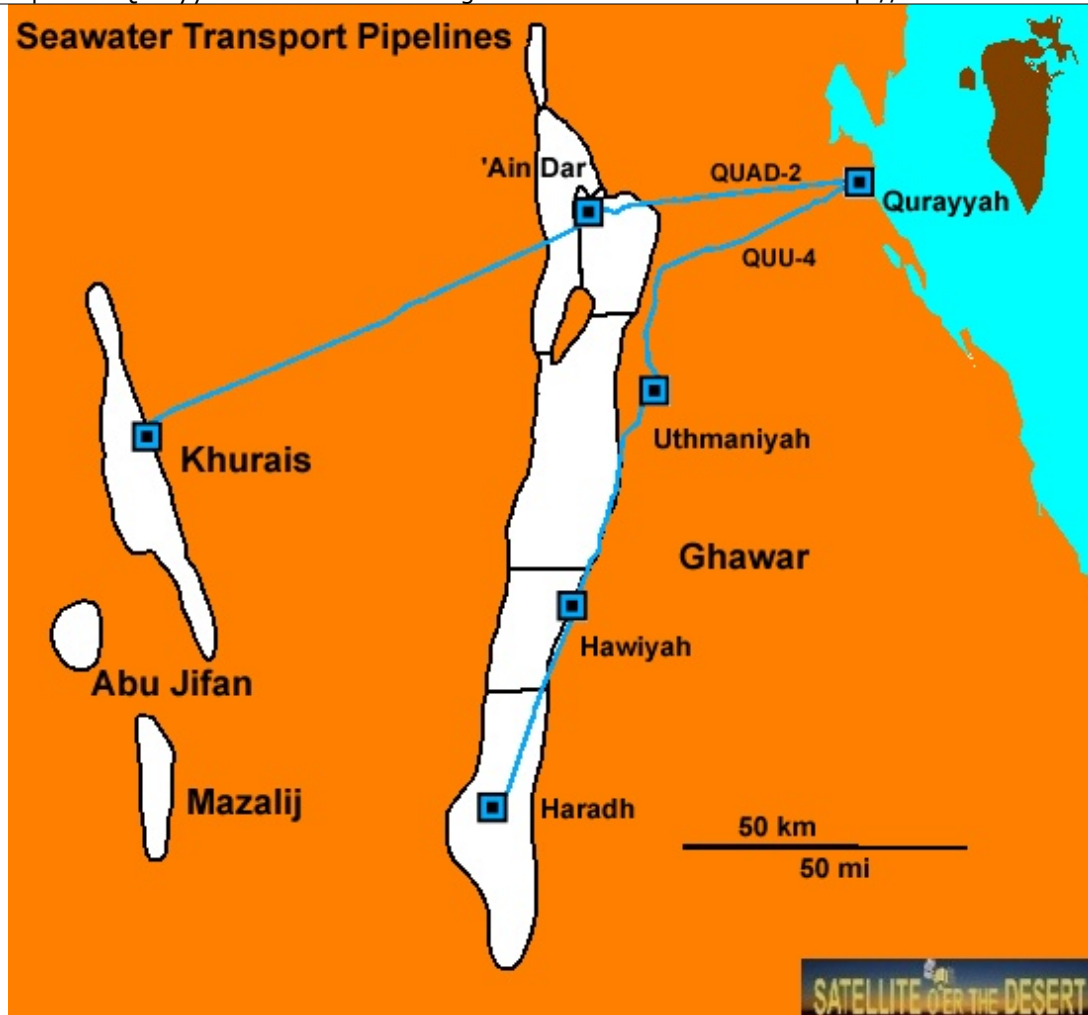 Seawater Transport Pipelines
'Ain Dar
QUAD-2
Qurayyah
QUU-4
Khurais
Uthmaniyah
Ghawar
Hawiyah
Abu Jifan
Mazalij
Haradh
50 km
50 mi
SATELLITE O'ER THE DESERT